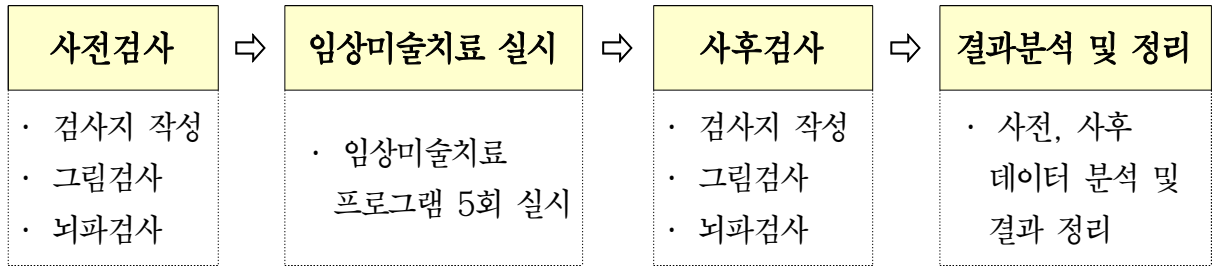 사전검사 ⇨ 임상미술치료 실시 ⇨ 사후검사 ⇨ 결과분석 및 정리
· 검사지 작성
· 그림검사
· 뇌파검사
· 임상미술치료
프로그램 5회 실시
· 검사지 작성
· 그림검사
· 뇌파검사
· 사전, 사후
데이터 분석 및
결과 정리